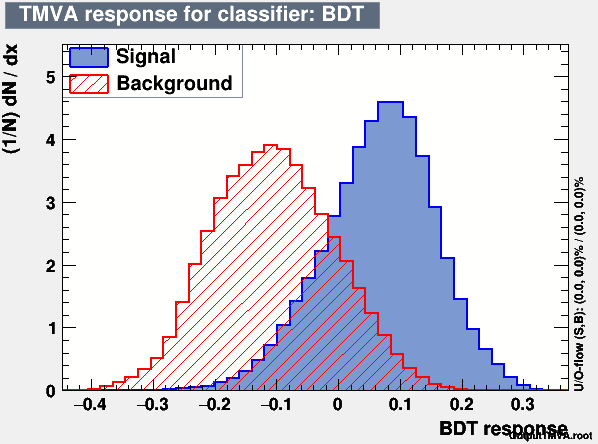 TMVA response for classifier: BDT
Signal
Background
(1/N) dN / dx
5
4
3
2
1
0
−0.4 −0.3 −0.2 −0.1 0 0.1 0.2 0.3
BDT response
U/O-flow (S,B): (0.0, 0.0)% / (0.0, 0.0)%
OutputTMVA.root